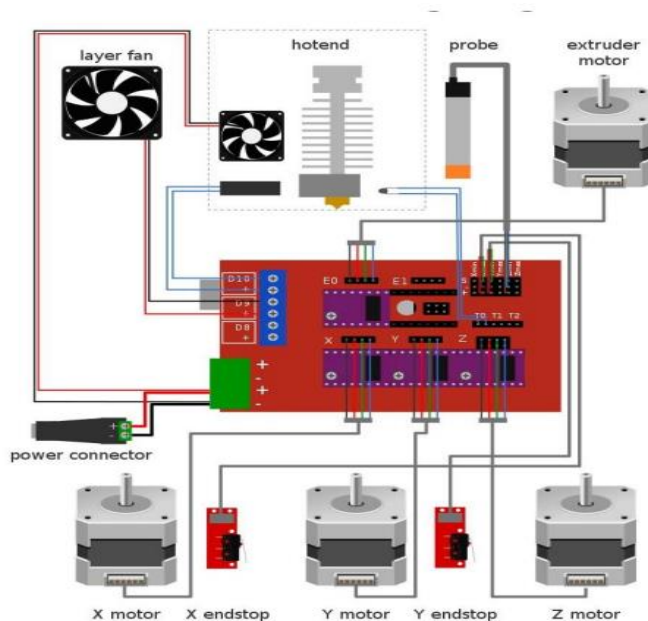 layer fan
hotend
probe
extruder
motor
D10
+
D9
+
D8
+
E0
E1
T0 T1 T2
X
Y
Z
+
-
+
-
+
-
power connector
X motor
X endstop
Y motor
Y endstop
Z motor